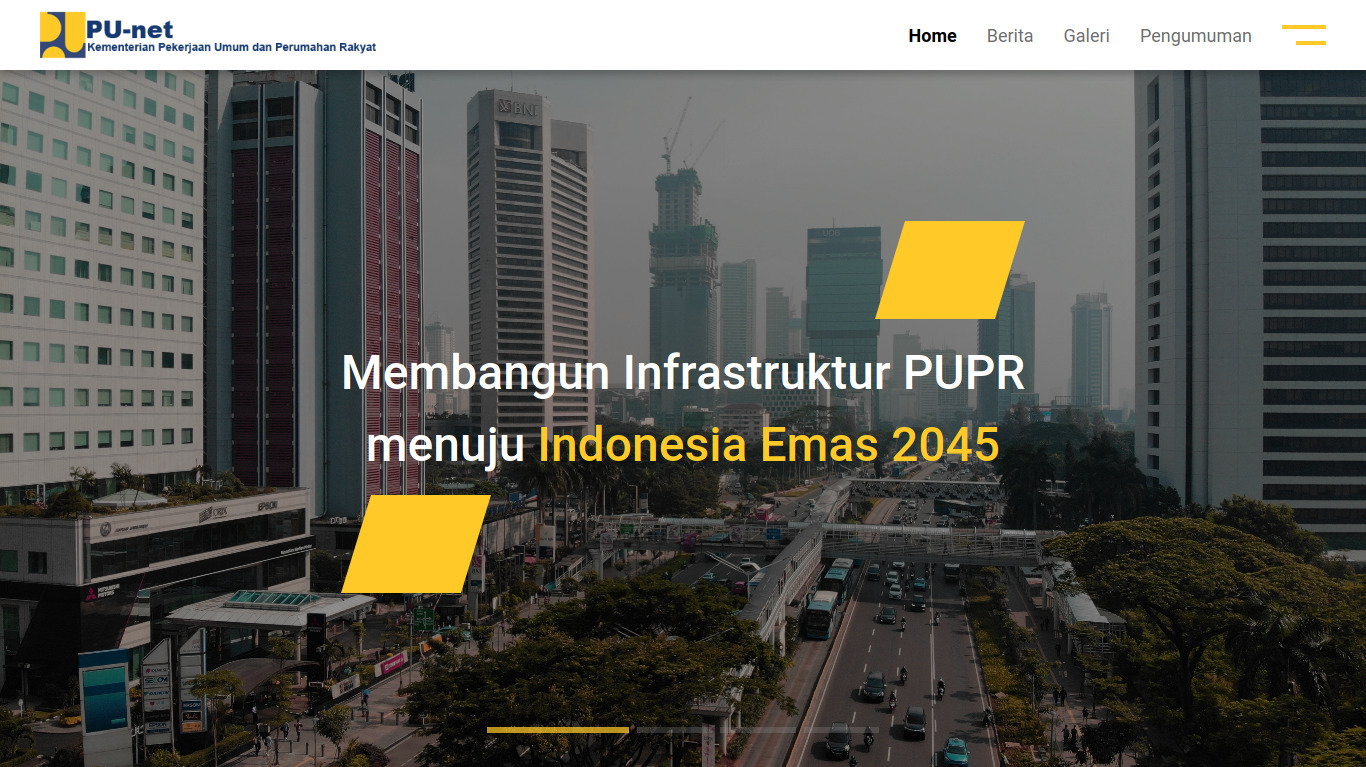 PU-net
Kementerian Pekerjaan Umum dan Perumahan Rakyat
Home Berita Galeri Pengumuman
BNI
Membangun Infrastruktur PUPR
menuju Indonesia Emas 2045
EPSON